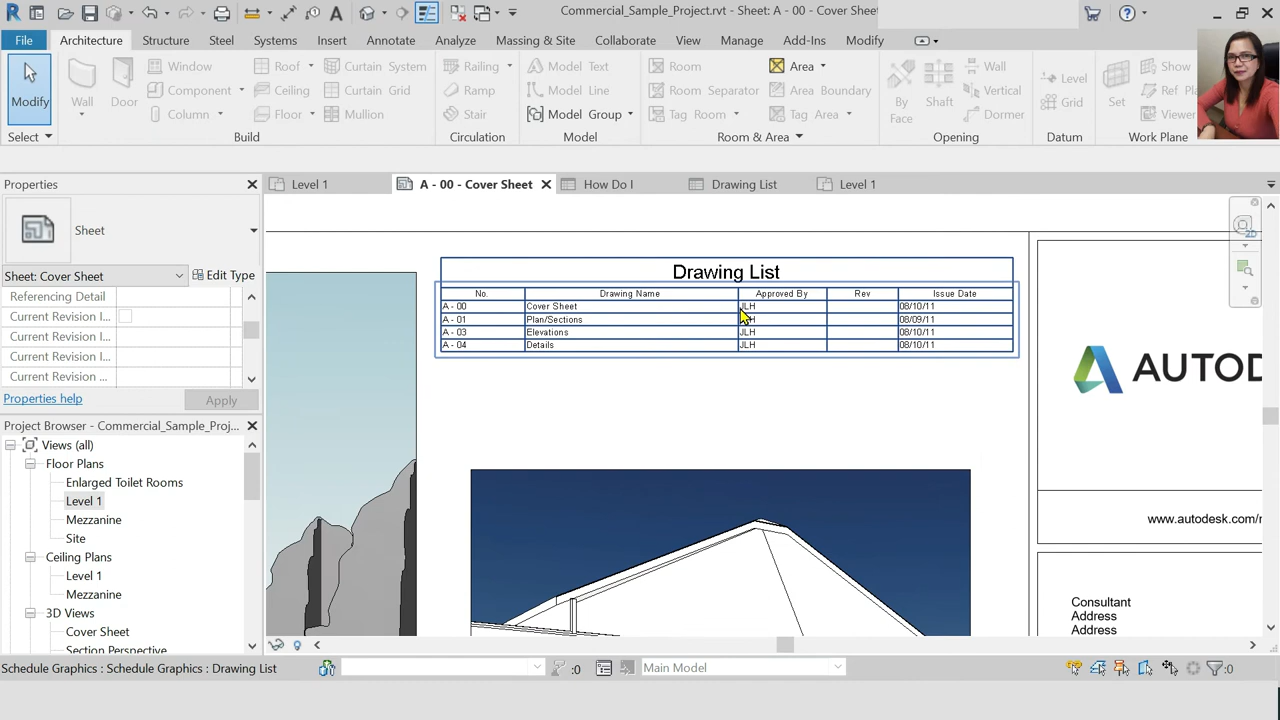 Commercial_Sample_Project.rvt - Sheet: A - 00 - Cover Sheet
File Architecture Structure Steel Systems Insert Annotate Analyze Massing & Site Collaborate View Manage Add-Ins Modify
Window Roof Curtain System Railing Model Text Room Area Wall Show
Component Ceiling Curtain Grid Ramp Model Line Room Separator Area Boundary Vertical Level
Modify Wall Door Column Floor Mullion Stair Model Group Tag Room Tag Area By Face Shaft Dormer Grid Set Viewer
Select Build Circulation Model Room & Area Opening Datum Work Plane
Properties
Level 1 A - 00 - Cover Sheet How Do I Drawing List Level 1
Sheet
Sheet: Cover Sheet Edit Type
Referencing Detail
Current Revision I...
Current Revision I...
Current Revision I...
Current Revision ...
Properties help Apply
Project Browser - Commercial_Sample_Proj...
Views (all)
Floor Plans
Enlarged Toilet Rooms
Level 1
Mezzanine
Site
Ceiling Plans
Level 1
Mezzanine
3D Views
Cover Sheet
Section Perspective
Drawing List
No. Drawing Name Approved By Rev Issue Date
A - 00 Cover Sheet JLH 08/10/11
A - 01 Plan/Sections 08/09/11
A - 03 Elevations JLH 08/10/11
A - 04 Details JLH 08/10/11
www.autodesk.com/
Consultant
Address
Address
Schedule Graphics : Schedule Graphics : Drawing List :0 Main Model :0